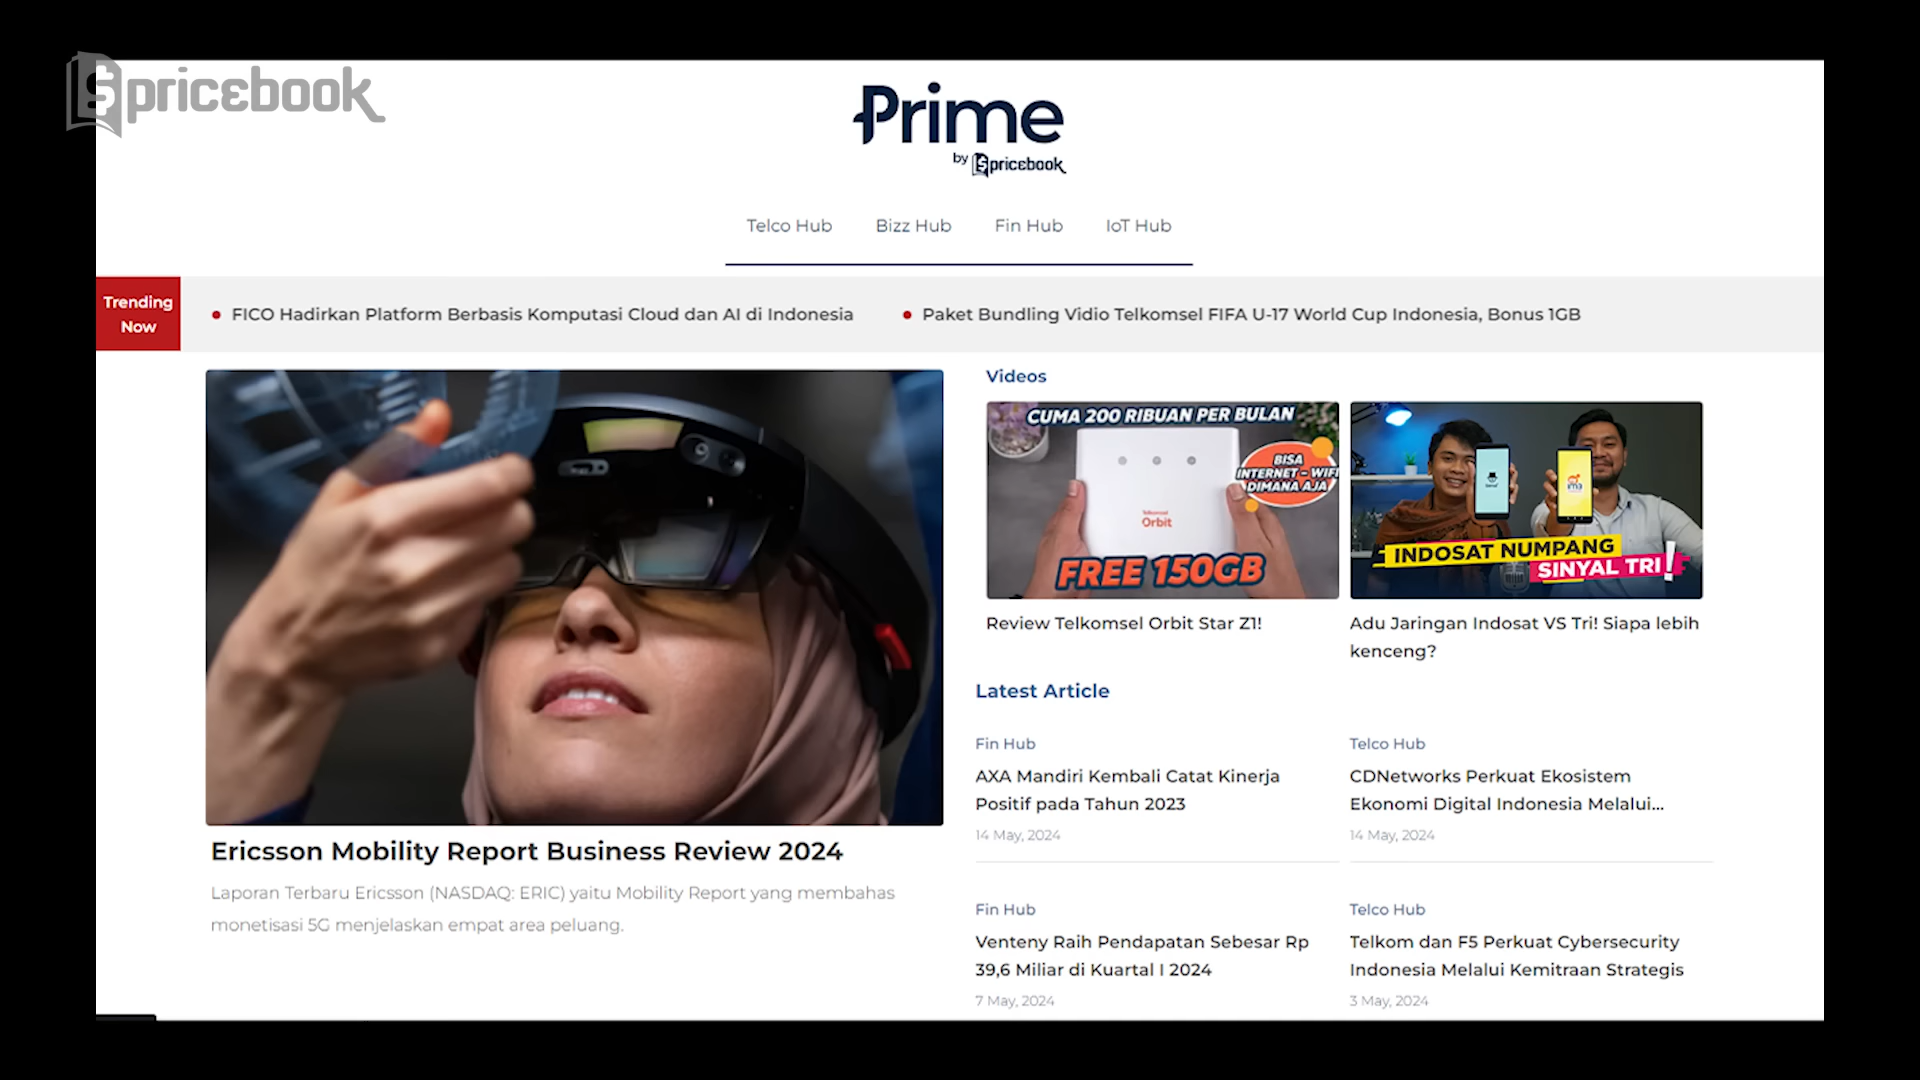 pricebook
Prime
by pricebook
Telco Hub
Bizz Hub
Fin Hub
IoT Hub
Trending
Now
FICO Hadirkan Platform Berbasis Komputasi Cloud dan AI di Indonesia
Paket Bundling Vidio Telkomsel FIFA U-17 World Cup Indonesia, Bonus 1GB
Ericsson Mobility Report Business Review 2024
Laporan Terbaru Ericsson (NASDAQ: ERIC) yaitu Mobility Report yang membahas
monetisasi 5G menjelaskan empat area peluang.
Videos
CUMA 200 RIBUAN PER BULAN
BISA
INTERNET - WIFI
DIMANA AJA
Telkomsel
Orbit
FREE 150GB
Review Telkomsel Orbit Star Z1!
im3
INDOSAT NUMPANG
SINYAL TRI!
Adu Jaringan Indosat VS Tri! Siapa lebih
kenceng?
Latest Article
Fin Hub
AXA Mandiri Kembali Catat Kinerja
Positif pada Tahun 2023
14 May, 2024
Telco Hub
CDNetworks Perkuat Ekosistem
Ekonomi Digital Indonesia Melalui...
14 May, 2024
Fin Hub
Venteny Raih Pendapatan Sebesar Rp
39,6 Miliar di Kuartal I 2024
7 May, 2024
Telco Hub
Telkom dan F5 Perkuat Cybersecurity
Indonesia Melalui Kemitraan Strategis
3 May, 2024